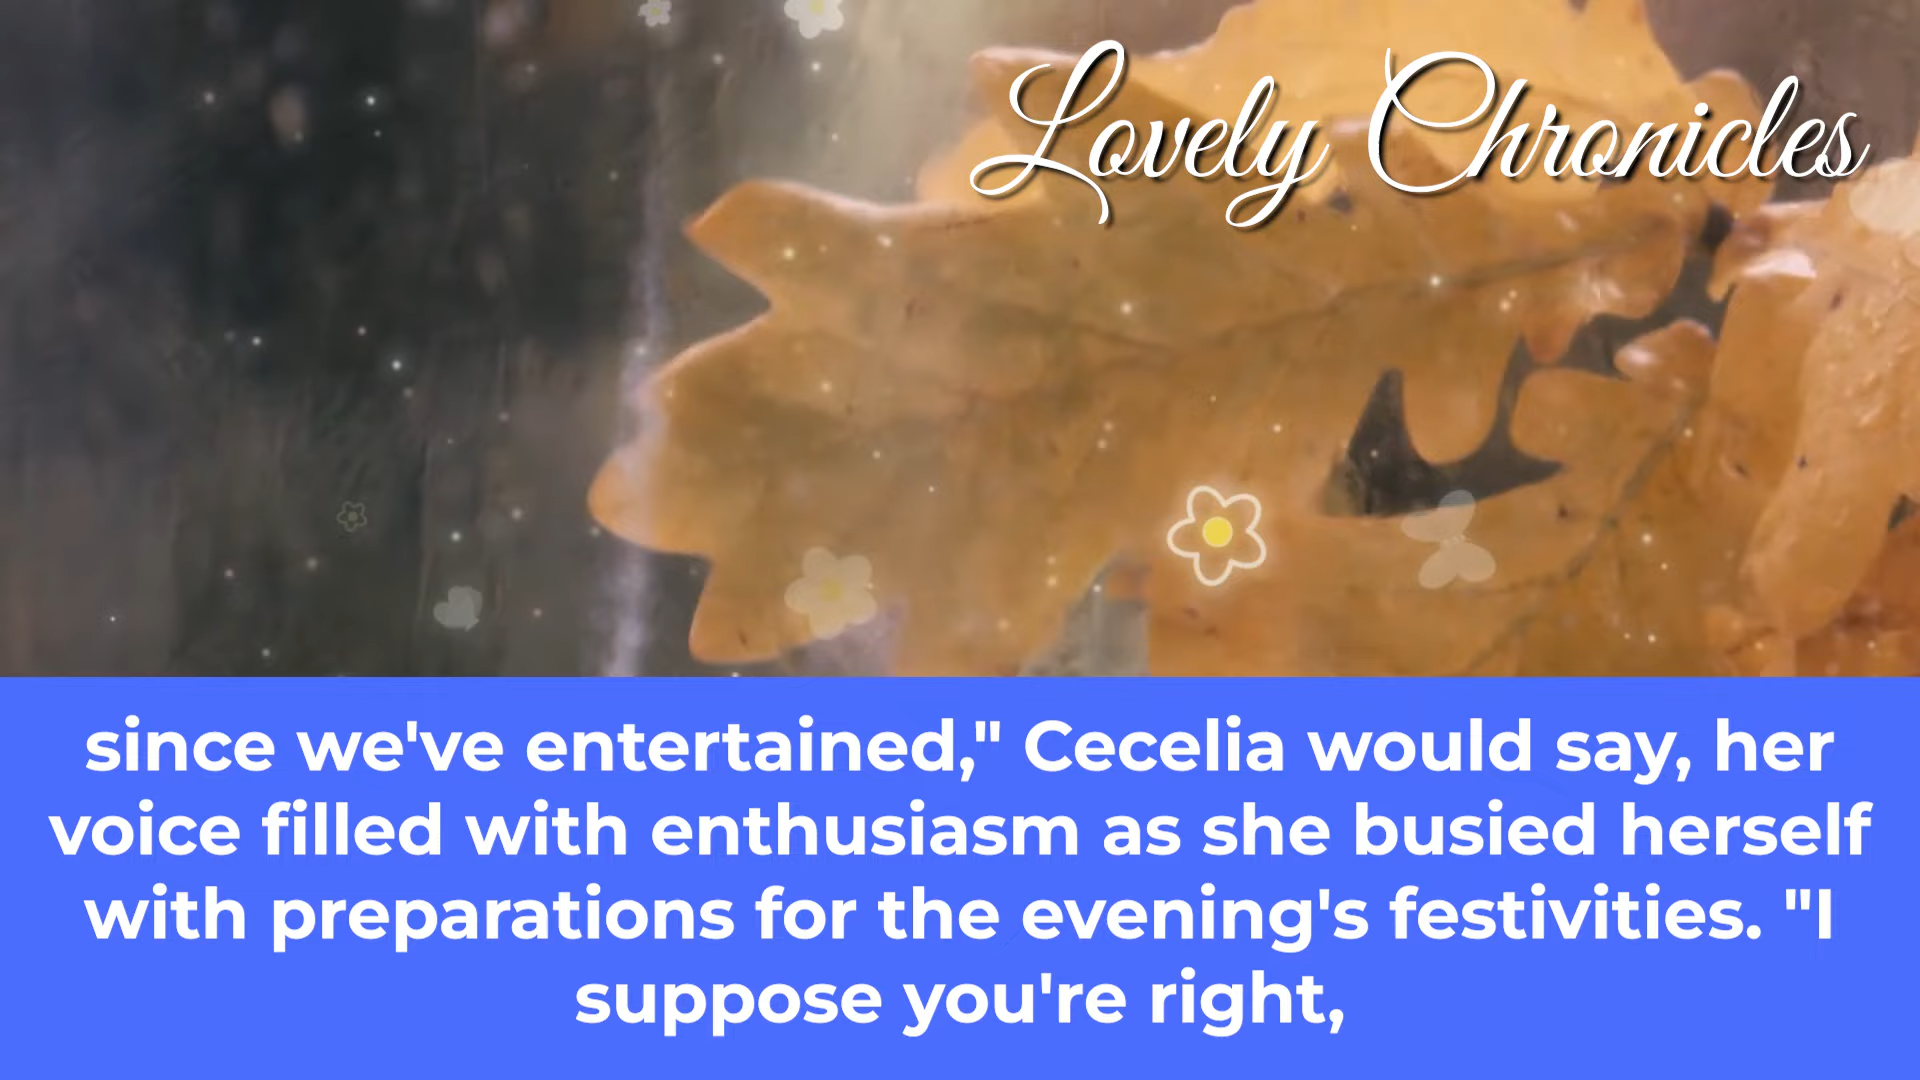 Lovely Chronicles
since we've entertained," Cecelia would say, her
voice filled with enthusiasm as she busied herself
with preparations for the evening's festivities. "I
suppose you're right,